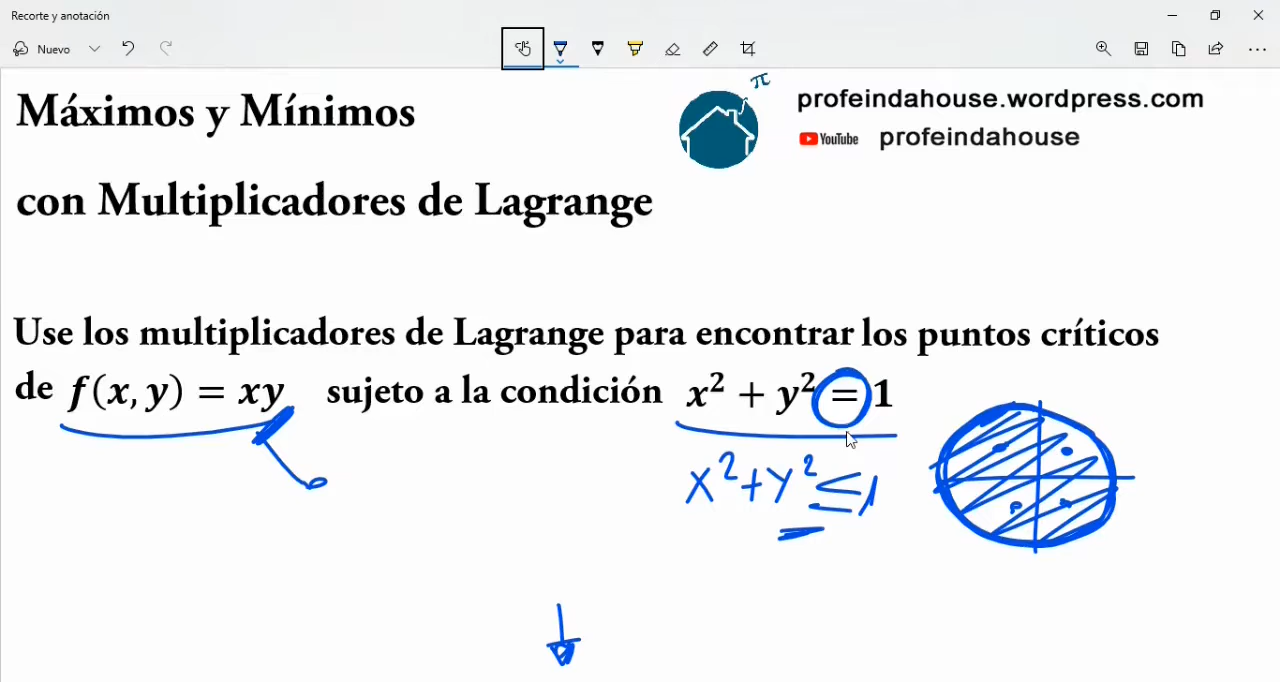 Recorte y anotación
Nuevo
Máximos y Mínimos
π
profeindahouse.wordpress.com
YouTube profeindahouse
con Multiplicadores de Lagrange
Use los multiplicadores de Lagrange para encontrar los puntos críticos
de f(x, y) = xy sujeto a la condición x² + y² = 1
x² + y² ≤ 1